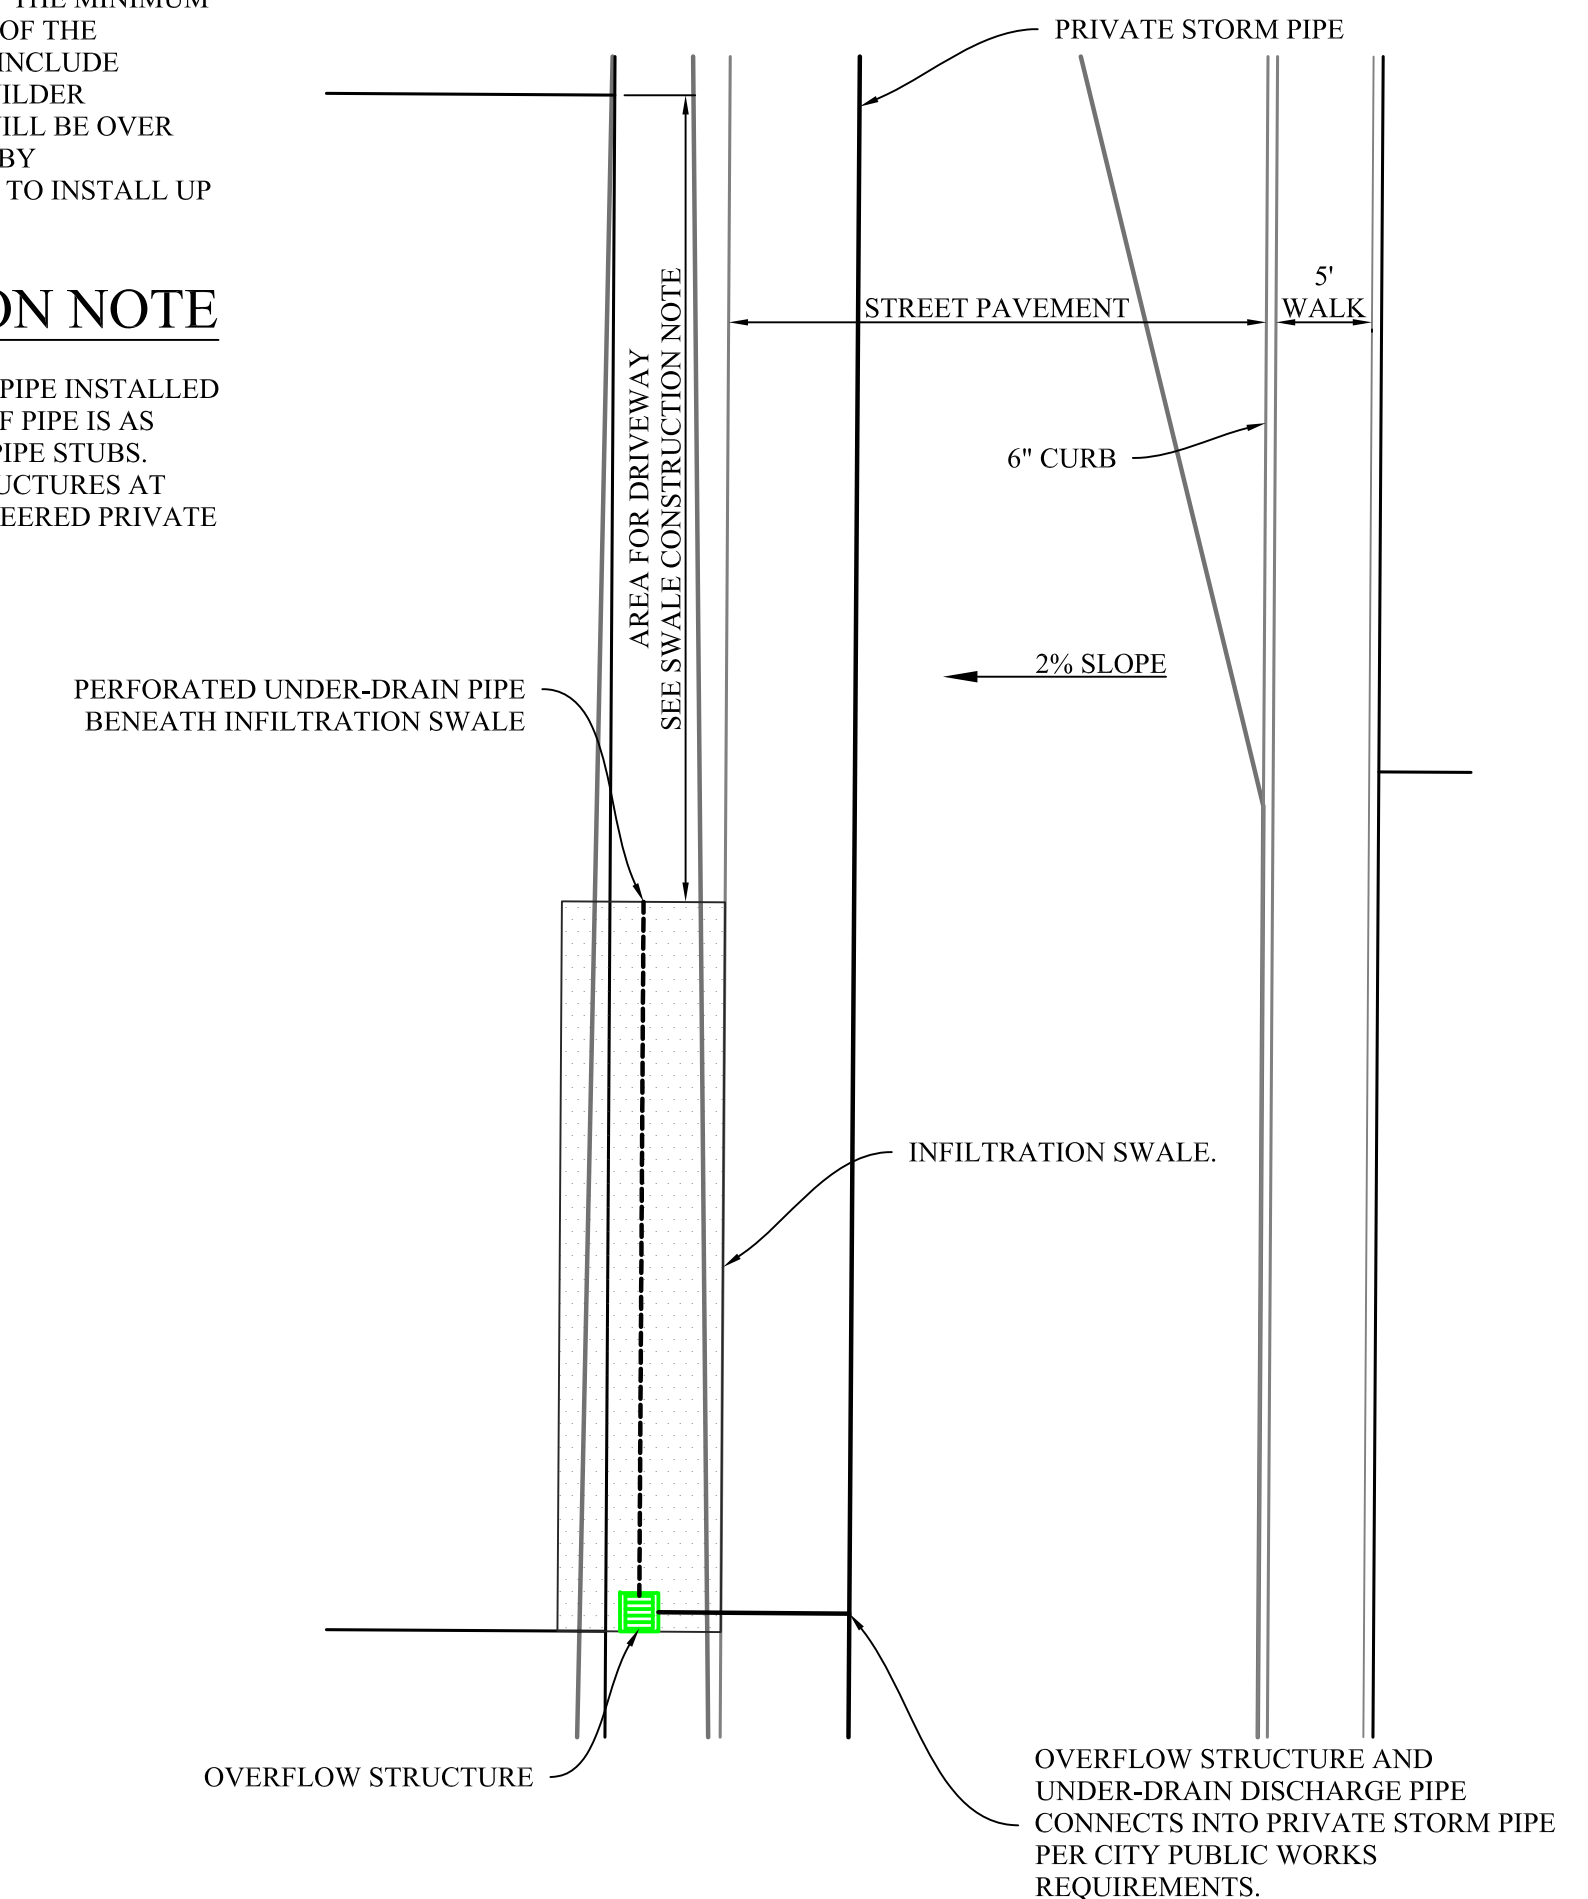 THE MINIMUM
OF THE
INCLUDE
ILDER
ILL BE OVER
BY
TO INSTALL UP
ON NOTE
PIPE INSTALLED
F PIPE IS AS
PIPE STUBS.
UCTURES AT
EERED PRIVATE
PRIVATE STORM PIPE
STREET PAVEMENT
5'
WALK
AREA FOR DRIVEWAY
SEE SWALE CONSTRUCTION NOTE
6" CURB
2% SLOPE
PERFORATED UNDER-DRAIN PIPE
BENEATH INFILTRATION SWALE
INFILTRATION SWALE.
OVERFLOW STRUCTURE
OVERFLOW STRUCTURE AND
UNDER-DRAIN DISCHARGE PIPE
CONNECTS INTO PRIVATE STORM PIPE
PER CITY PUBLIC WORKS
REQUIREMENTS.